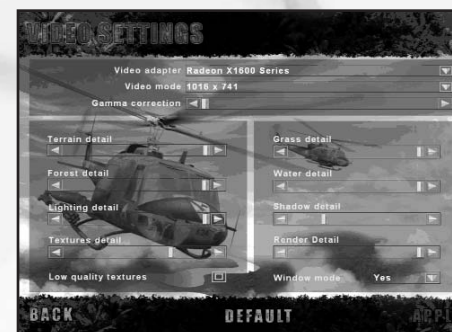 VIDEO SETTINGS
Video adapter Radeon X1600 Series
Video mode 1016 x 741
Gamma correction
Terrain detail
Grass detail
Forest detail
Water detail
Lighting detail
Shadow detail
Textures detail
Render Detail
Low quality textures
Window mode Yes
BACK DEFAULT APPL